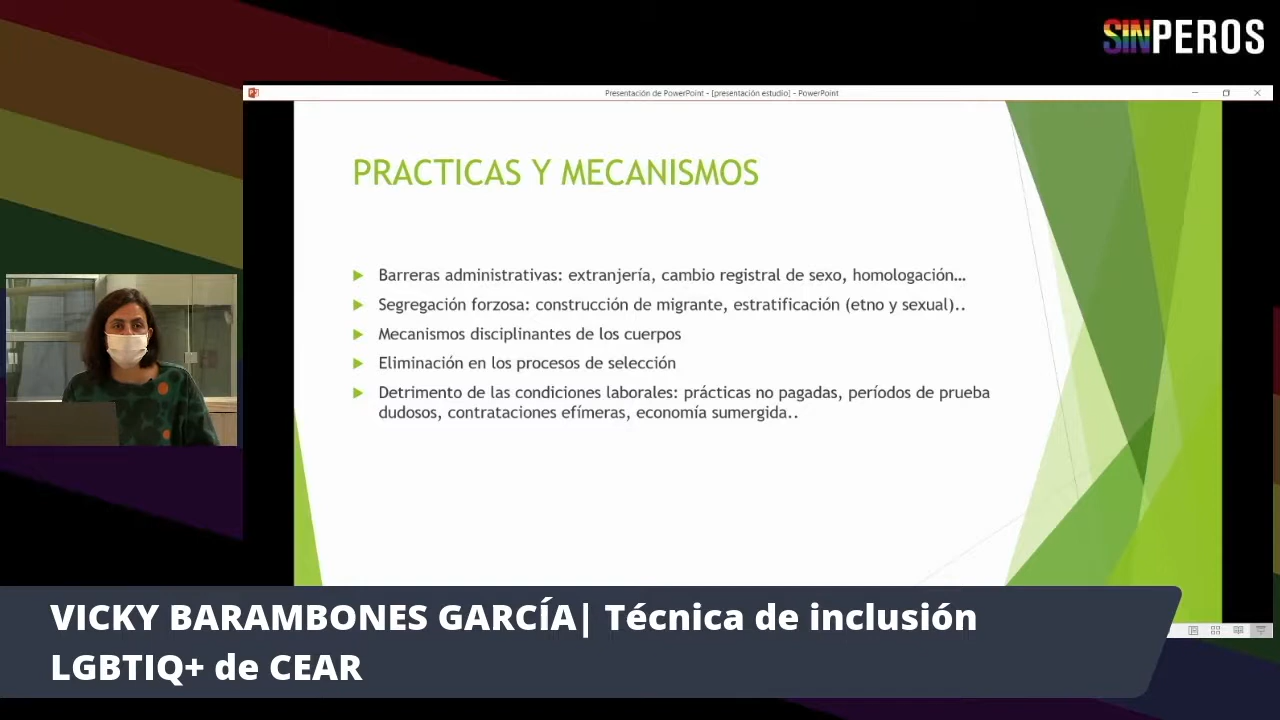 SINPEROS
Presentación de PowerPoint - [presentación estudio] - PowerPoint
PRACTICAS Y MECANISMOS
Barreras administrativas: extranjería, cambio registral de sexo, homologación…
Segregación forzosa: construcción de migrante, estratificación (etno y sexual)..
Mecanismos disciplinantes de los cuerpos
Eliminación en los procesos de selección
Detrimento de las condiciones laborales: prácticas no pagadas, períodos de prueba
dudosos, contrataciones efímeras, economía sumergida..
VICKY BARAMBONES GARCÍA| Técnica de inclusión
LGBTIQ+ de CEAR